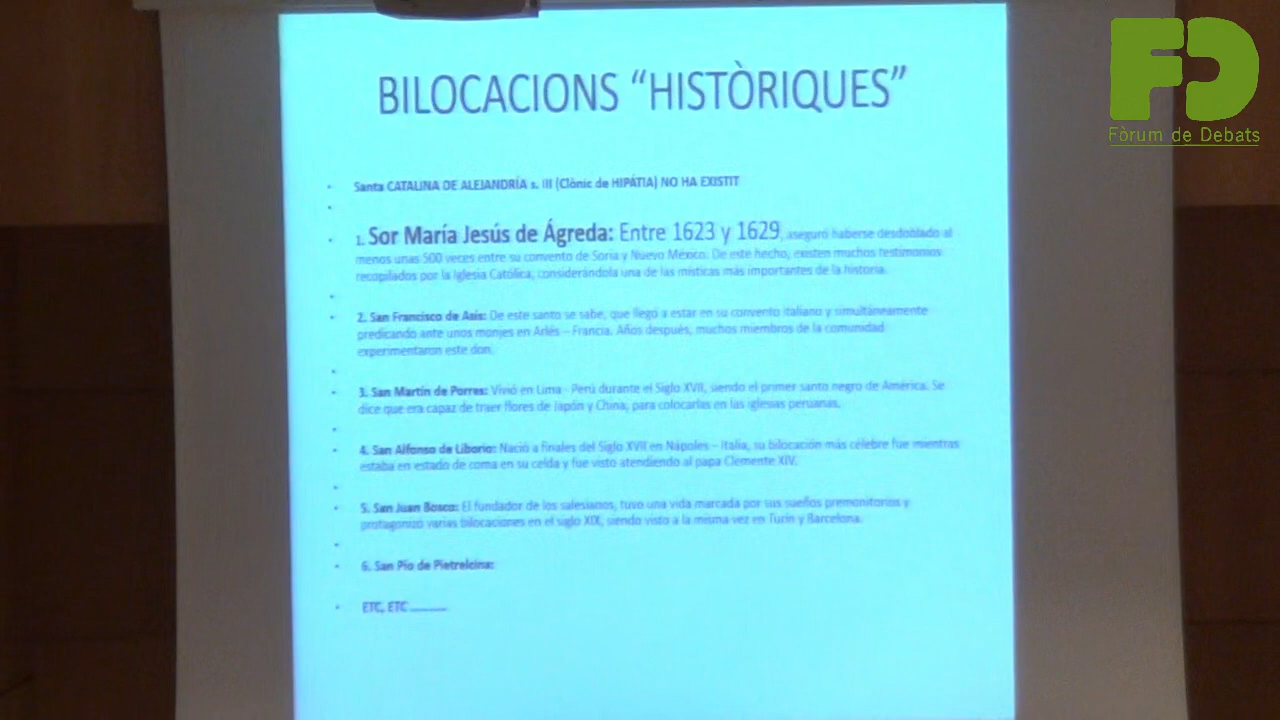 BILOCACIONS “HISTÒRIQUES”
FD
Fòrum de Debats
Santa CATALINA DE ALEJANDRÍA s. III (Clònic de HIPÁTIA) NO HA EXISTIT
1. Sor María Jesús de Ágreda: Entre 1623 y 1629, aseguró haberse desdoblado al
menos unas 500 veces entre su convento de Soria y Nuevo México. De este hecho, existen muchos testimonios
recopilados por la Iglesia Católica, considerándola una de las místicas más importantes de la historia.
2. San Francisco de Asís: De este santo se sabe, que llegó a estar en su convento italiano y simultáneamente
predicando ante unos monjes en Arlés – Francia. Años después, muchos miembros de la comunidad
experimentaron este don.
3. San Martín de Porres: Vivió en Lima - Perú durante el Siglo XVII, siendo el primer santo negro de América. Se
dice que era capaz de traer flores de Japón y China, para colocarlas en las iglesias peruanas.
4. San Alfonso de Liborio: Nació a finales del Siglo XVII en Nápoles – Italia, su bilocación más célebre fue mientras
estaba en estado de coma en su celda y fue visto atendiendo al papa Clemente XIV.
5. San Juan Bosco: El fundador de los salesianos, tuvo una vida marcada por sus sueños premonitorios y
protagonizó varias bilocaciones en el siglo XIX, siendo visto a la misma vez en Turín y Barcelona.
6. San Pío de Pietrelcina:
ETC, ETC ............